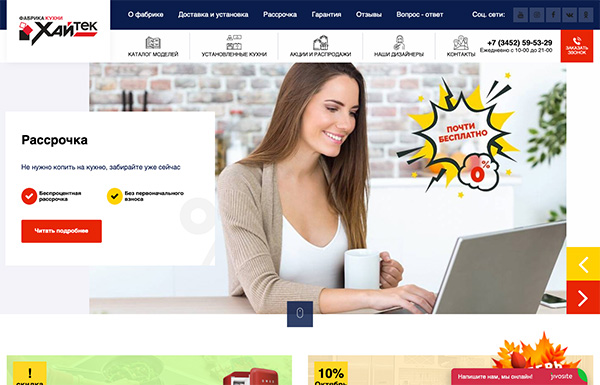 ФАБРИКА КУХНИ
ХАЙТЕК
О фабрике Доставка и установка Рассрочка Гарантия Отзывы Вопрос - ответ Соц. сети:
КАТАЛОГ МОДЕЛЕЙ УСТАНОВЛЕННЫЕ КУХНИ АКЦИИ И РАСПРОДАЖИ НАШИ ДИЗАЙНЕРЫ КОНТАКТЫ
+7 (3452) 59-53-29
Ежедневно с 10-00 до 21-00
ЗАКАЗАТЬ
ЗВОНОК
ПОЧТИ
БЕСПЛАТНО
0%
Рассрочка
Не нужно копить на кухню, забирайте уже сейчас
Беспроцентная
рассрочка
Без первоначального
взноса
Читать подробнее
!
скидка
10%
Октябрь
Напишите нам, мы онлайн!
jivosite